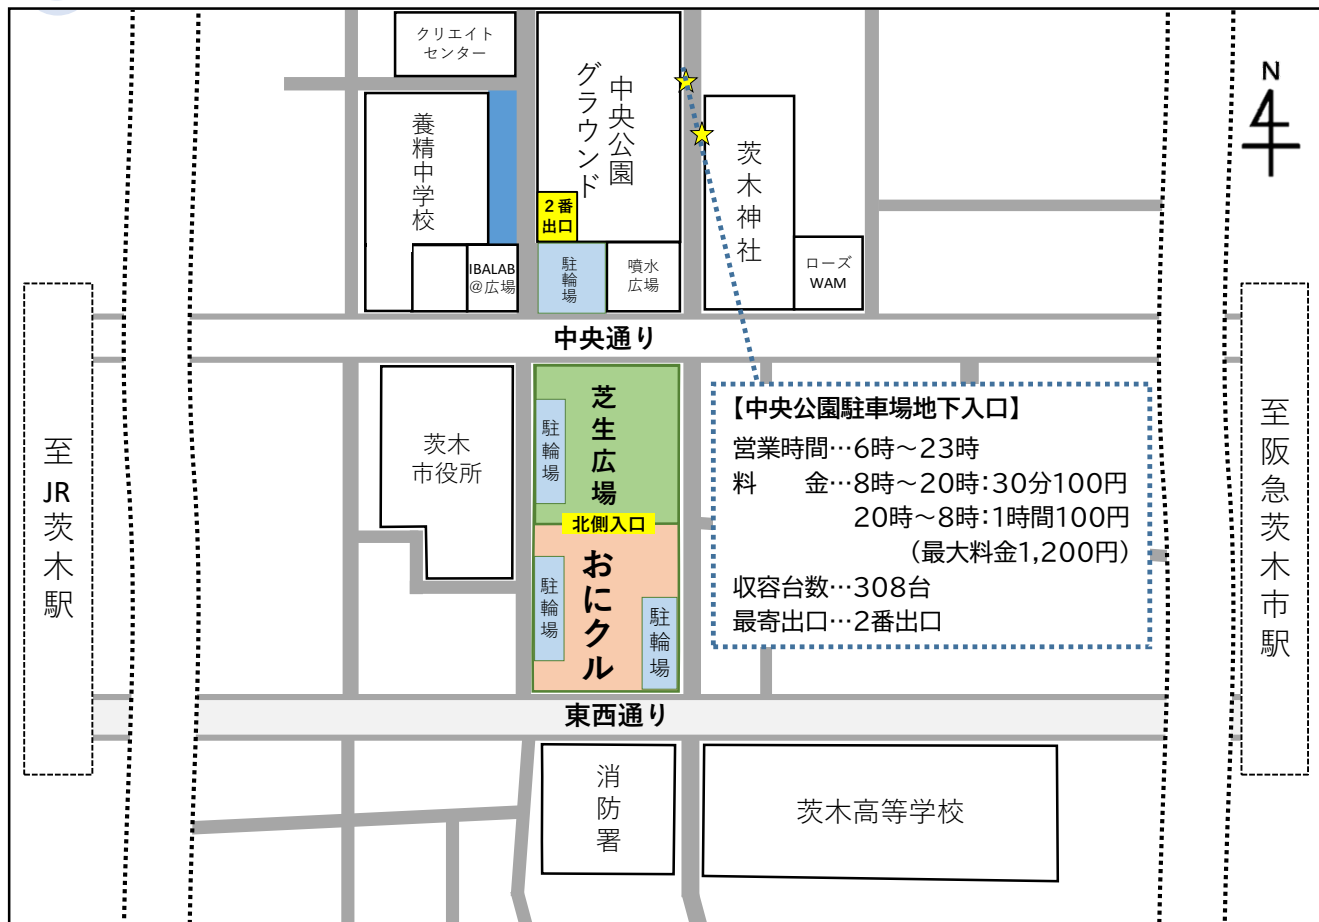 クリエイト
センター
中央公園
グラウンド
N
養精中学校
茨木神社
２番
出口
IBALAB
@広場
駐輪場
噴水
広場
ローズ
WAM
中央通り
至JR茨木駅
茨木
市役所
芝生広場
駐輪場
北側入口
おにクル
駐輪場
駐輪場
【中央公園駐車場地下入口】
営業時間…6時～23時
料　　金…8時～20時：30分100円
20時～8時：1時間100円
（最大料金1,200円）
収容台数…308台
最寄出口…2番出口
至阪急茨木市駅
東西通り
消防署
茨木高等学校